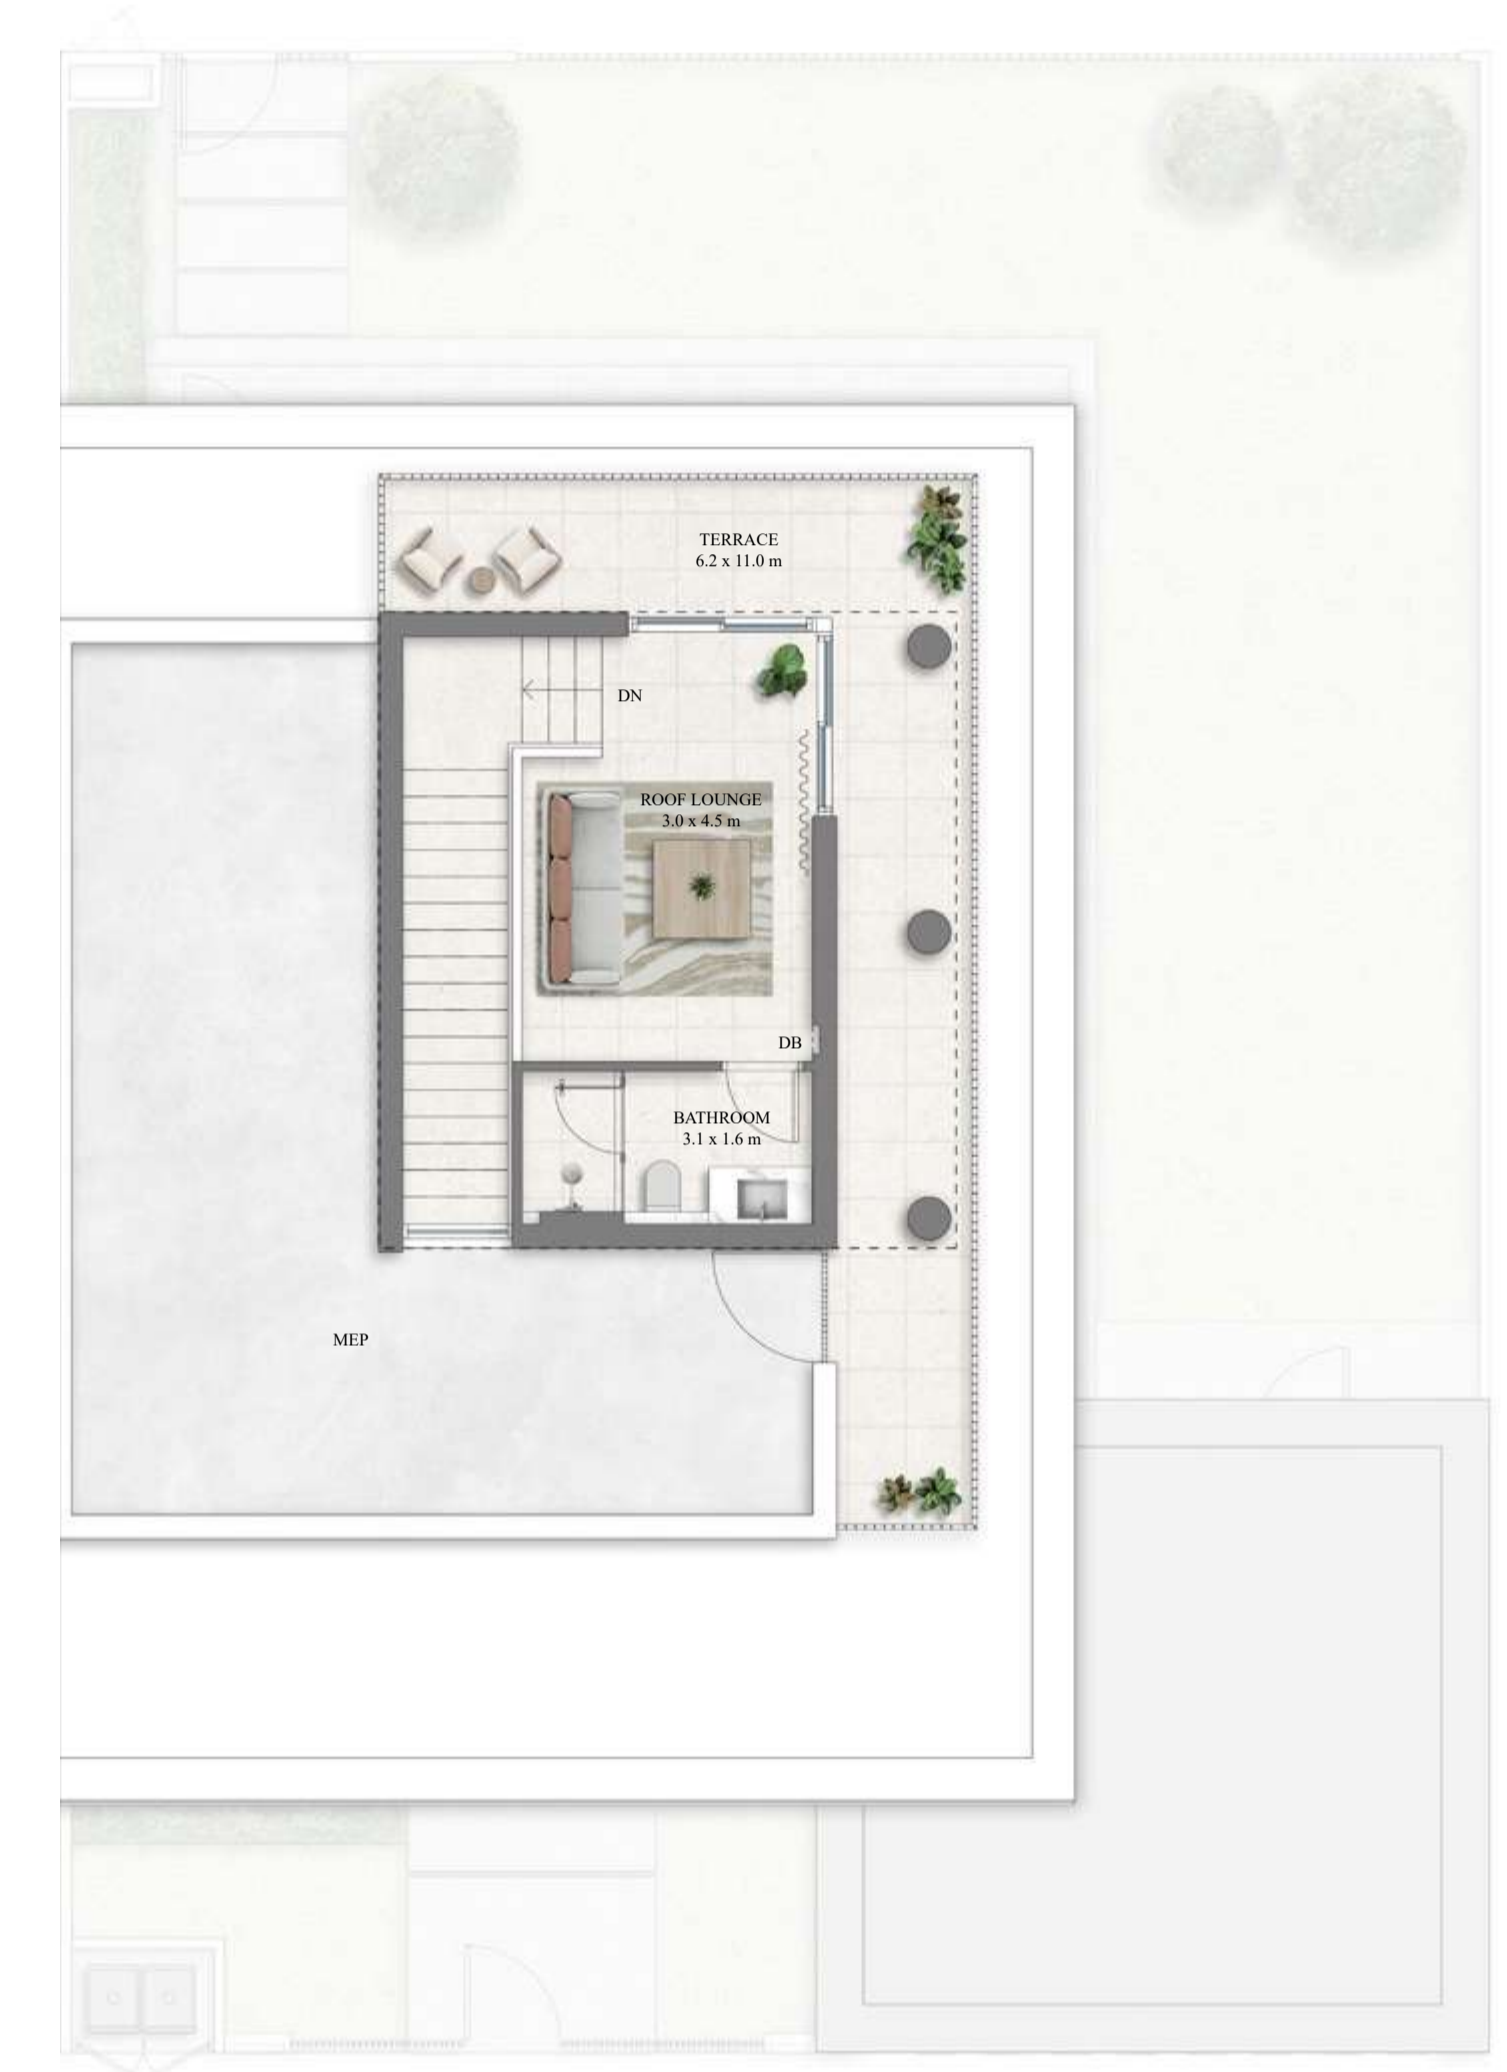 TERRACE
6.2 x 11.0 m
DN
ROOF LOUNGE
3.0 x 4.5 m
DB
BATHROOM
3.1 x 1.6 m
MEP